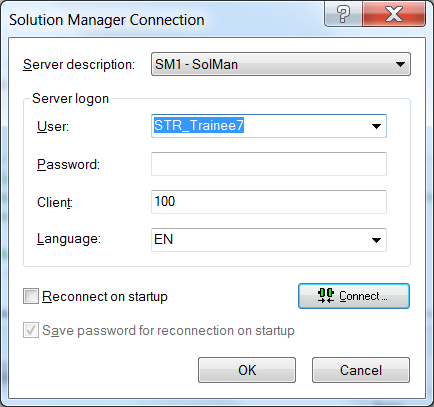 Solution Manager Connection
Server description: SM1 - SolMan
Server logon
User: STR_Trainee7
Password:
Client: 100
Language: EN
Reconnect on startup
Connect...
Save password for reconnection on startup
OK Cancel